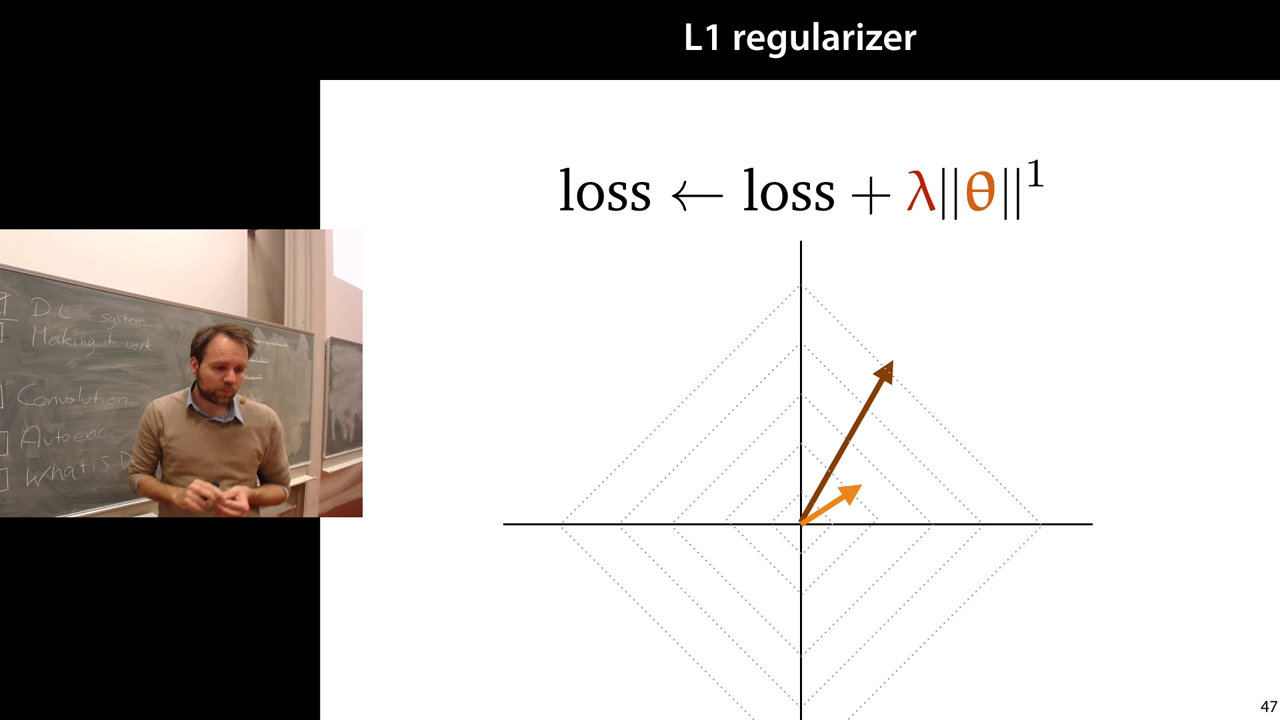 L1 regularizer
loss ← loss + λ||θ||¹
DL system
Making it work
Convolution
Autoenc
What is D
47